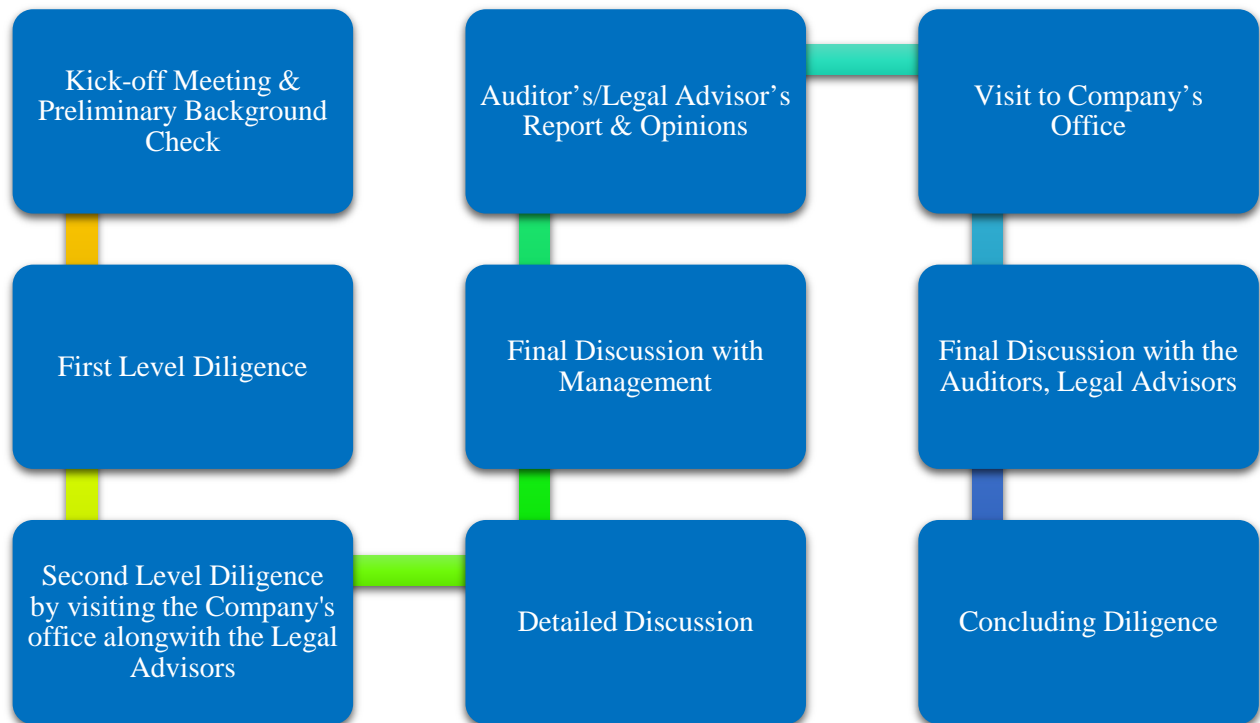 Kick-off Meeting &
Preliminary Background
Check
First Level Diligence
Second Level Diligence
by visiting the Company's
office alongwith the Legal
Advisors
Detailed Discussion
Final Discussion with
Management
Auditor’s/Legal Advisor’s
Report & Opinions
Visit to Company’s
Office
Final Discussion with the
Auditors, Legal Advisors
Concluding Diligence